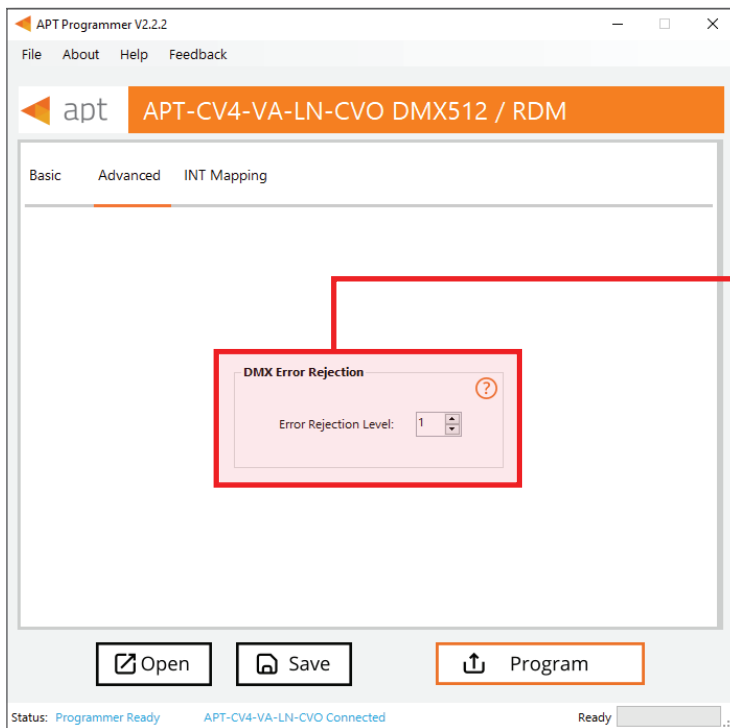 APT Programmer V2.2.2
File About Help Feedback
apt APT-CV4-VA-LN-CVO DMX512 / RDM
Basic Advanced INT Mapping
DMX Error Rejection
?
Error Rejection Level: 1
Open Save Program
Status: Programmer Ready APT-CV4-VA-LN-CVO Connected Ready